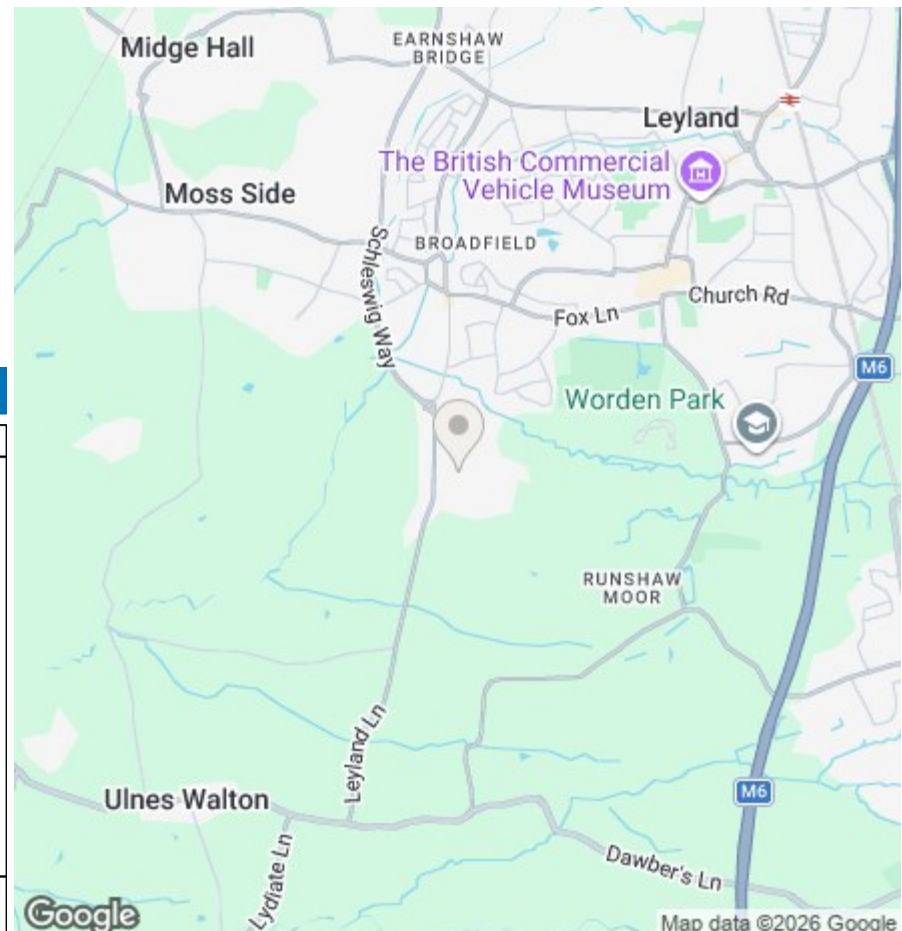 Midge Hall
EARNSHAW
BRIDGE
Leyland
The British Commercial
Vehicle Museum
Moss Side
BROADFIELD
Schleswig Way
Church Rd
Fox Ln
M6
Worden Park
RUNSHAW
MOOR
Leyland Ln
Ulnes Walton
M6
Lydiate Ln
Dawber's Ln
Google
Map data ©2026 Google